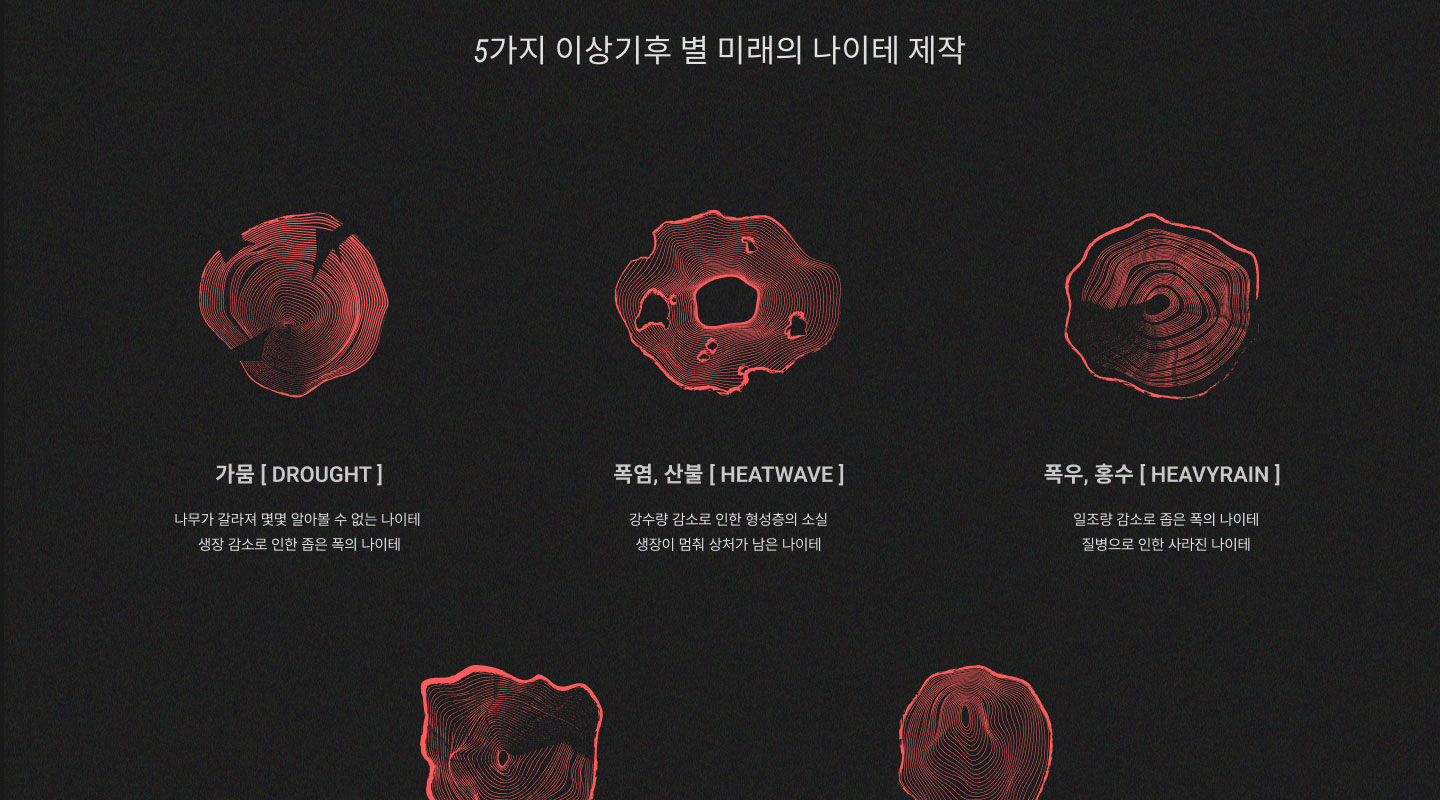 5가지 이상기후 별 미래의 나이테 제작
가뭄 [ DROUGHT ]
나무가 갈라져 몇몇 알아볼 수 없는 나이테
생장 감소로 인한 좁은 폭의 나이테
폭염, 산불 [ HEATWAVE ]
강수량 감소로 인한 형성층의 소실
생장이 멈춰 상처가 남은 나이테
폭우, 홍수 [ HEAVYRAIN ]
일조량 감소로 좁은 폭의 나이테
질병으로 인한 사라진 나이테